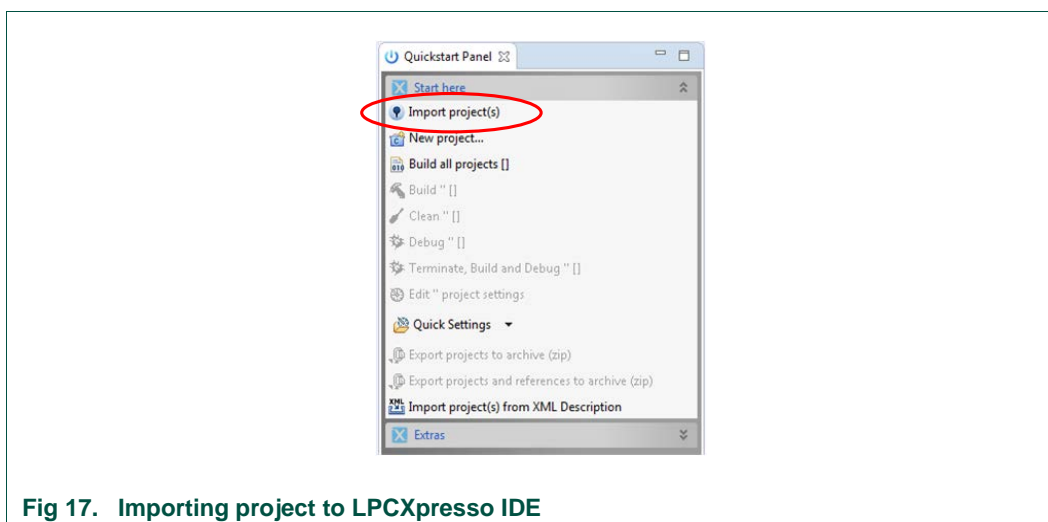 Quickstart Panel
Start here
Import project(s)
New project...
Build all projects []
Build '' []
Clean '' []
Debug '' []
Terminate, Build and Debug '' []
Edit '' project settings
Quick Settings
Export projects to archive (zip)
Export projects and references to archive (zip)
Import project(s) from XML Description
Extras
Fig 17. Importing project to LPCXpresso IDE